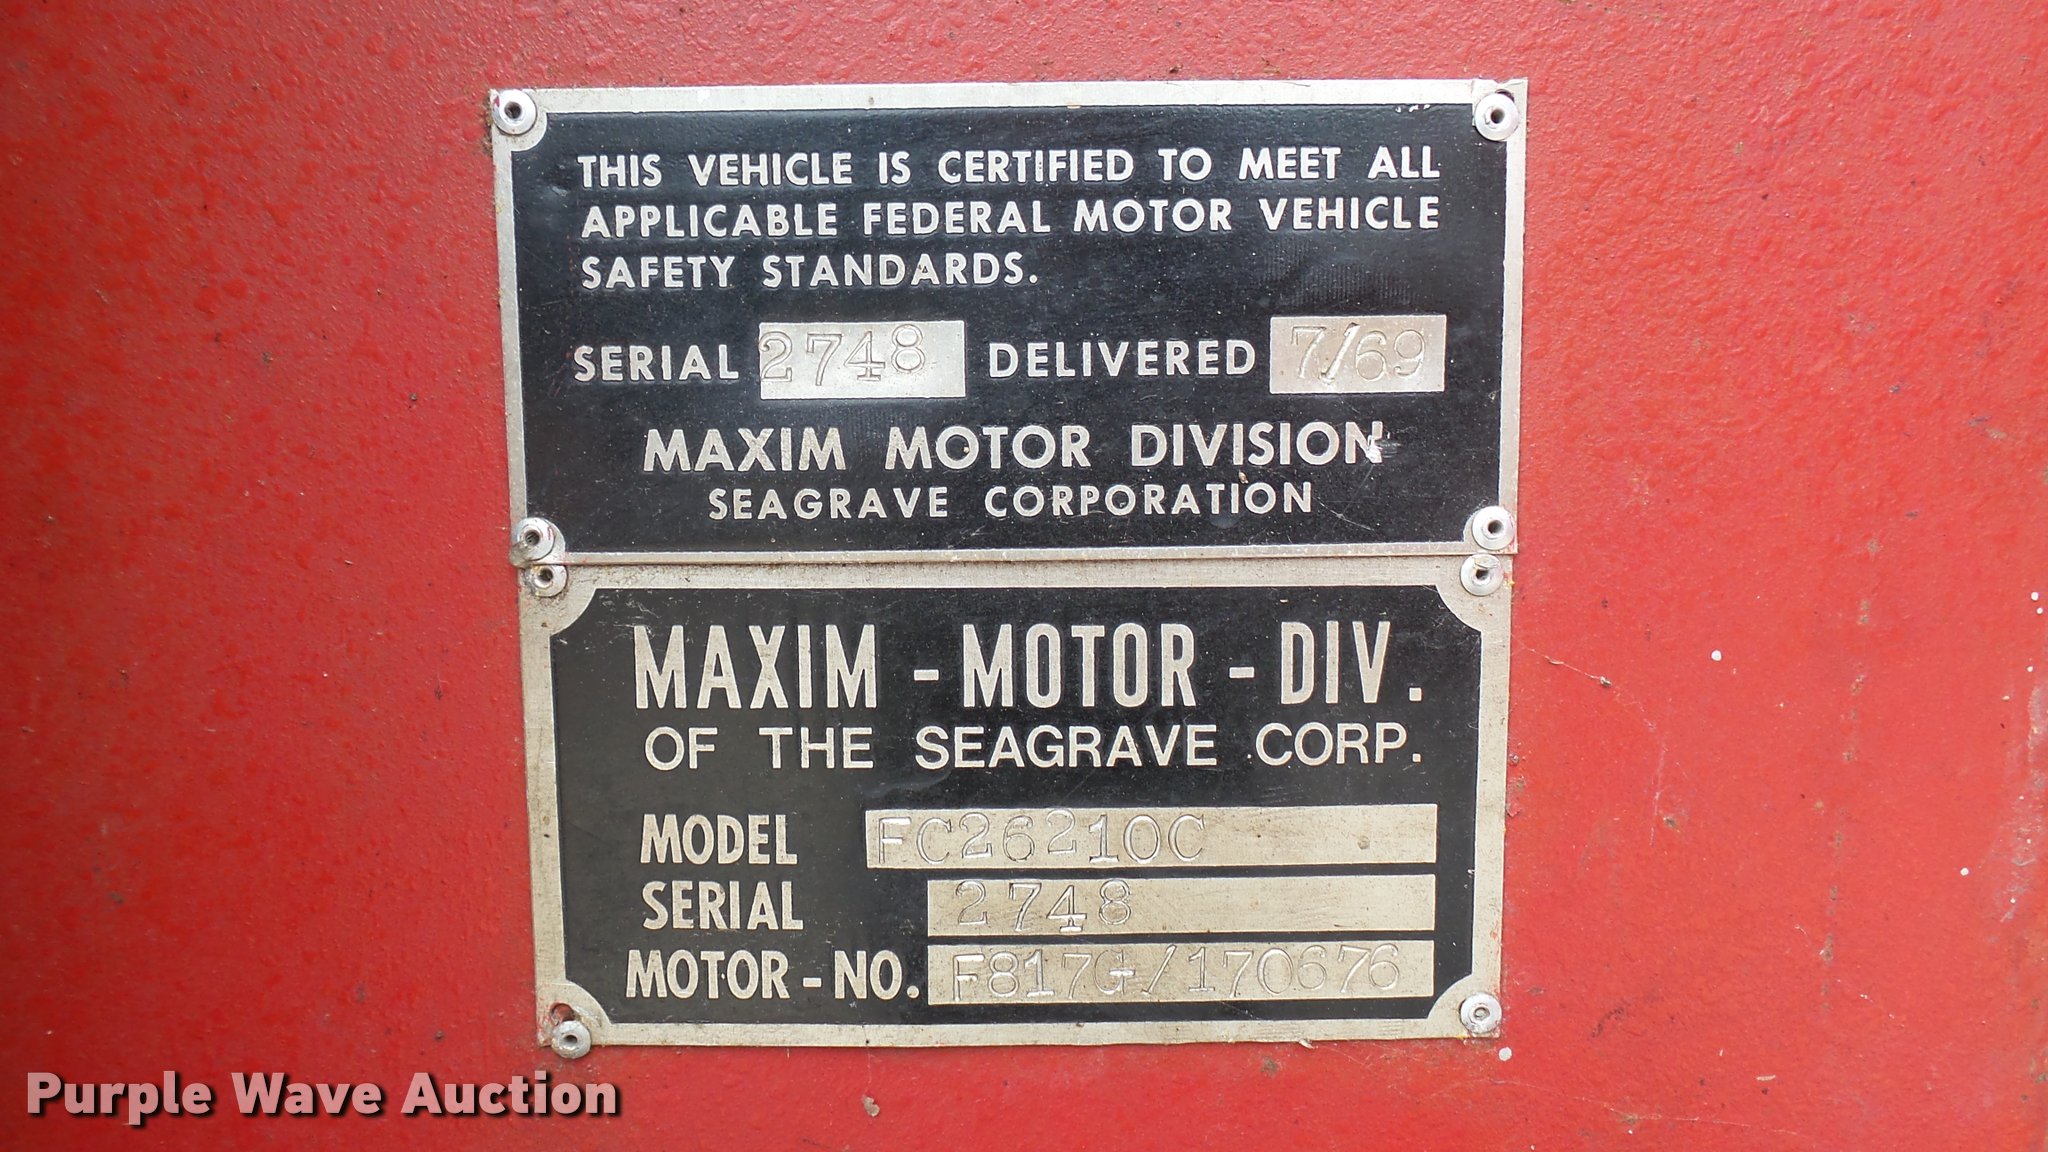 THIS VEHICLE IS CERTIFIED TO MEET ALL
APPLICABLE FEDERAL MOTOR VEHICLE
SAFETY STANDARDS.
SERIAL 2748 DELIVERED 7/69
MAXIM MOTOR DIVISION
SEAGRAVE CORPORATION
MAXIM - MOTOR - DIV.
OF THE SEAGRAVE CORP.
MODEL FC26210C
SERIAL 2748
MOTOR - NO. F817G/170676
Purple Wave Auction